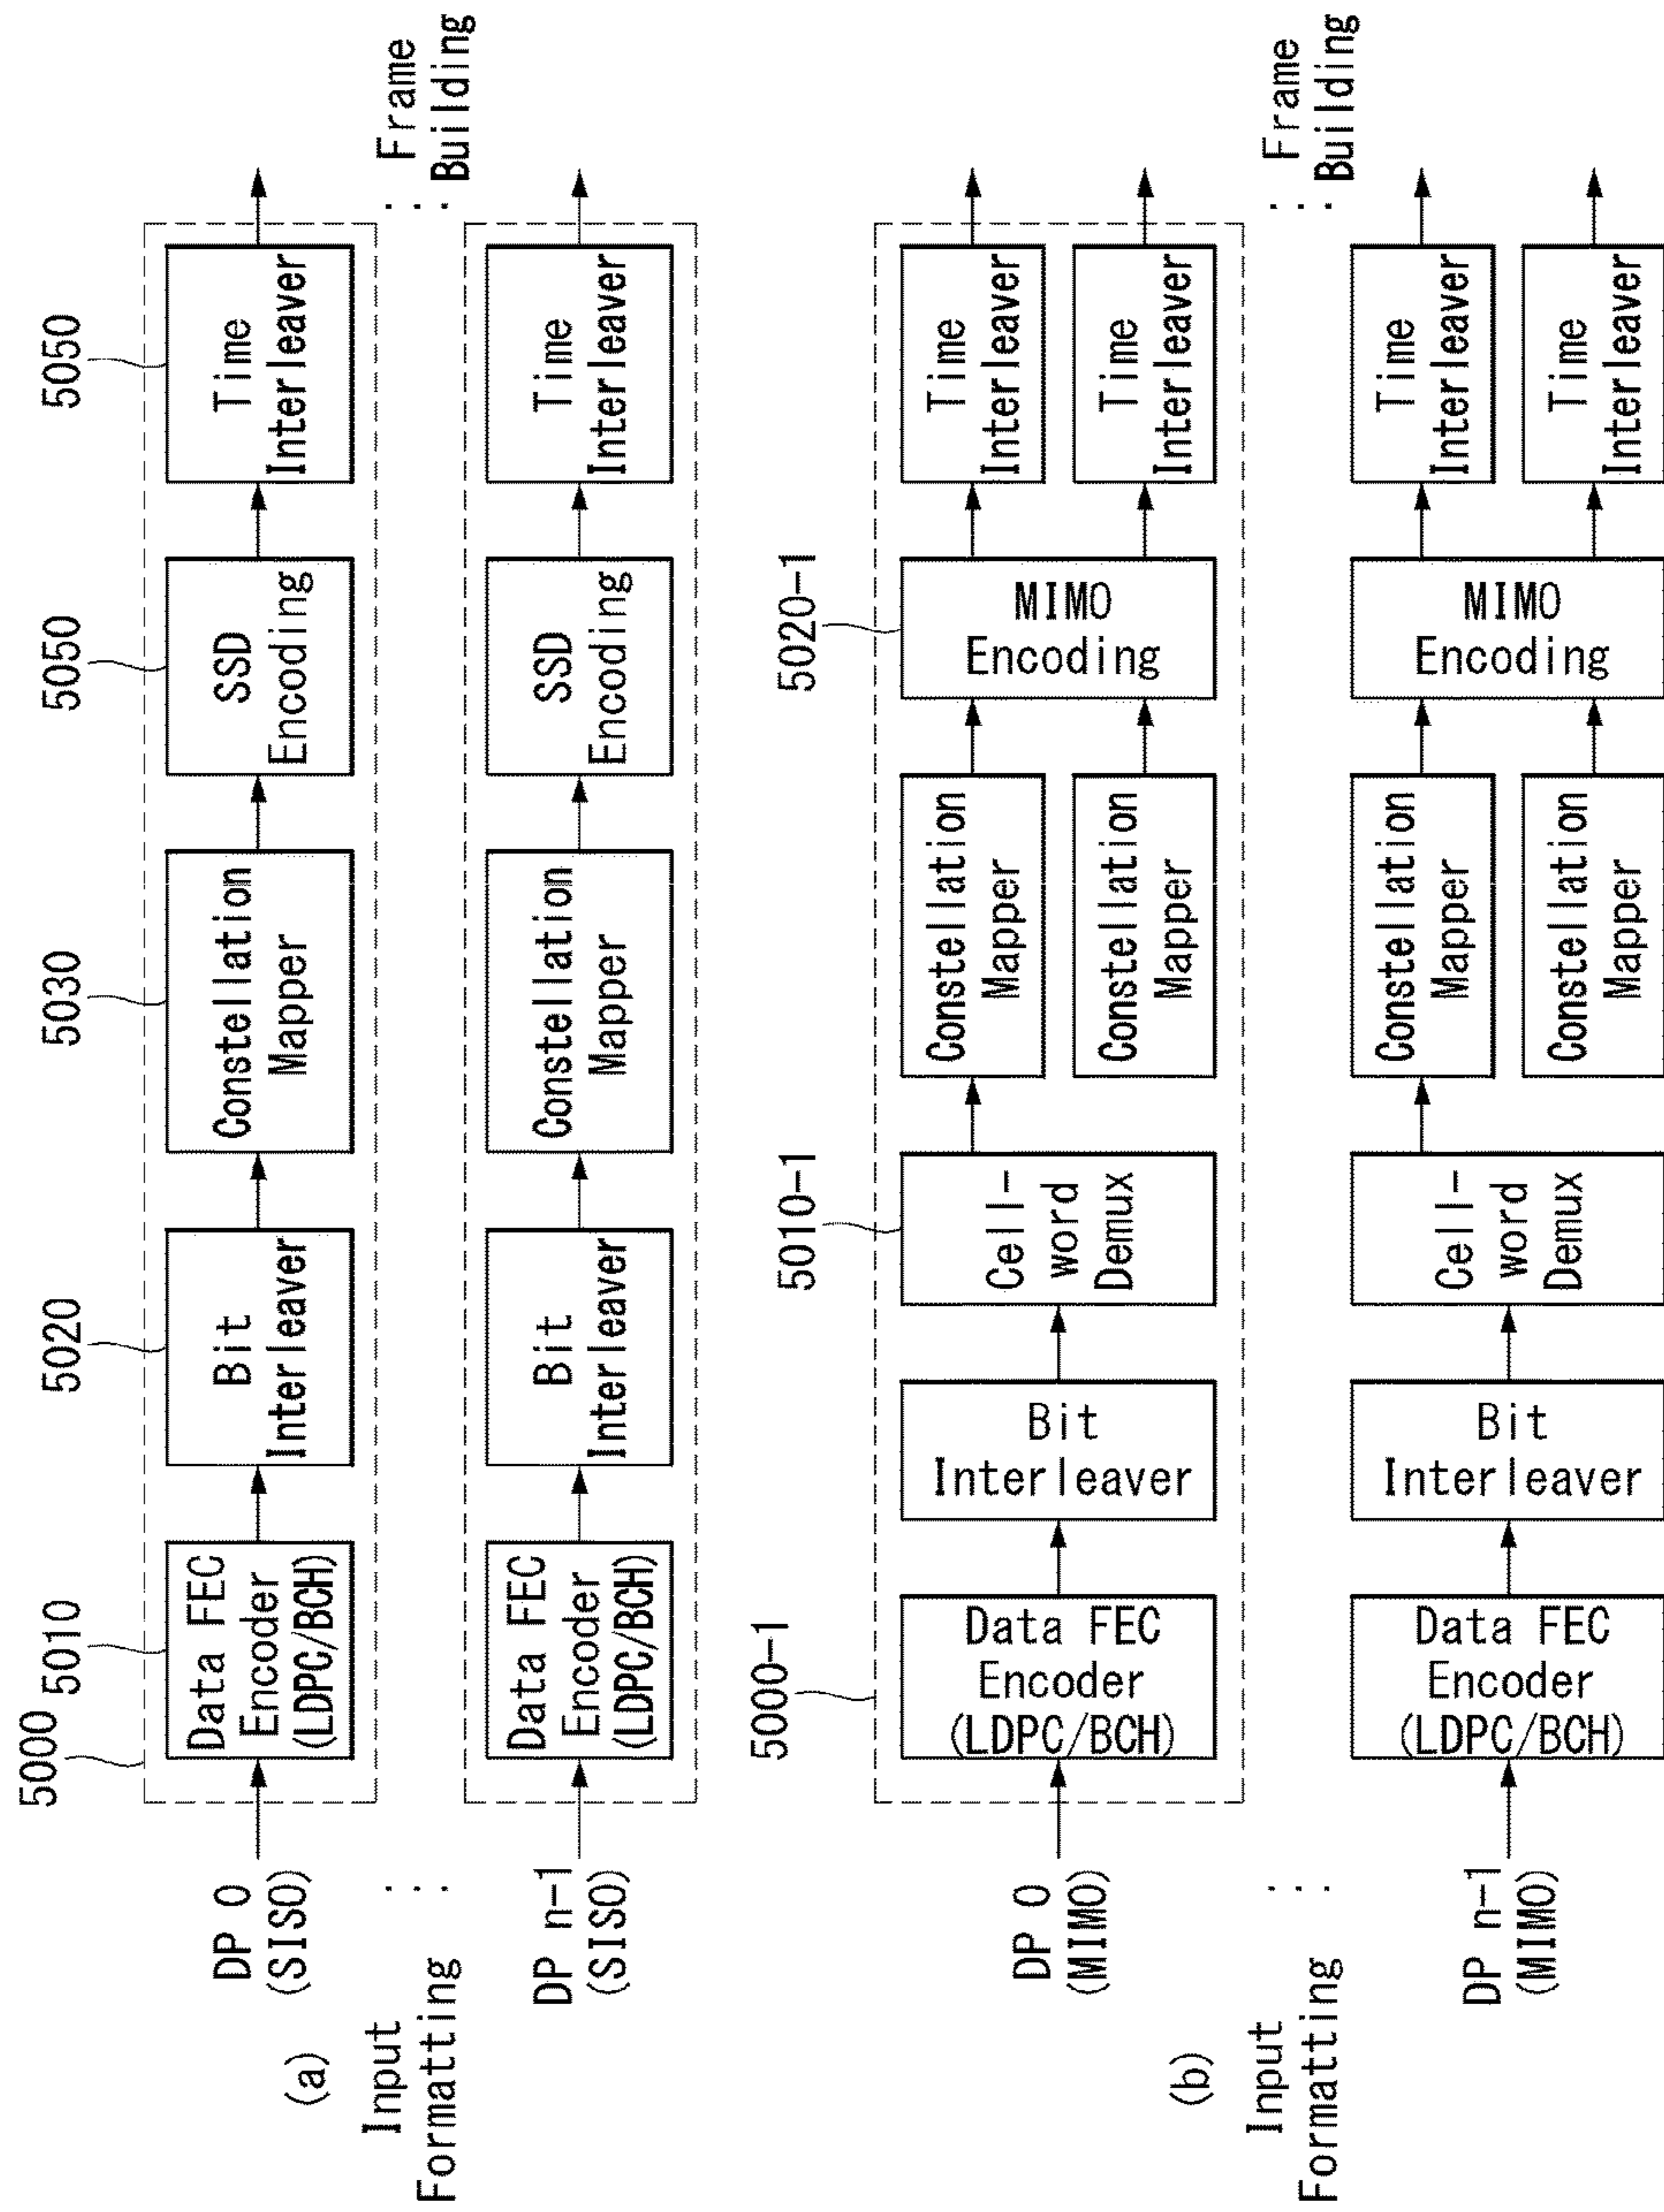 5000
5010
5020
5030
5050
5050
DP 0
(SISO)
Data FEC
Encoder
(LDPC/BCH)
Bit
Interleaver
Constellation
Mapper
SSD
Encoding
Time
Interleaver
(a)
Input
Formatting
Frame
Building
DP n-1
(SISO)
Data FEC
Encoder
(LDPC/BCH)
Bit
Interleaver
Constellation
Mapper
SSD
Encoding
Time
Interleaver
5000-1
5010-1
5020-1
DP 0
(MIMO)
Data FEC
Encoder
(LDPC/BCH)
Bit
Interleaver
Cell-
word
Demux
Constellation
Mapper
Constellation
Mapper
MIMO
Encoding
Time
Interleaver
Time
Interleaver
(b)
Input
Formatting
Frame
Building
DP n-1
(MIMO)
Data FEC
Encoder
(LDPC/BCH)
Bit
Interleaver
Cell-
word
Demux
Constellation
Mapper
Constellation
Mapper
MIMO
Encoding
Time
Interleaver
Time
Interleaver